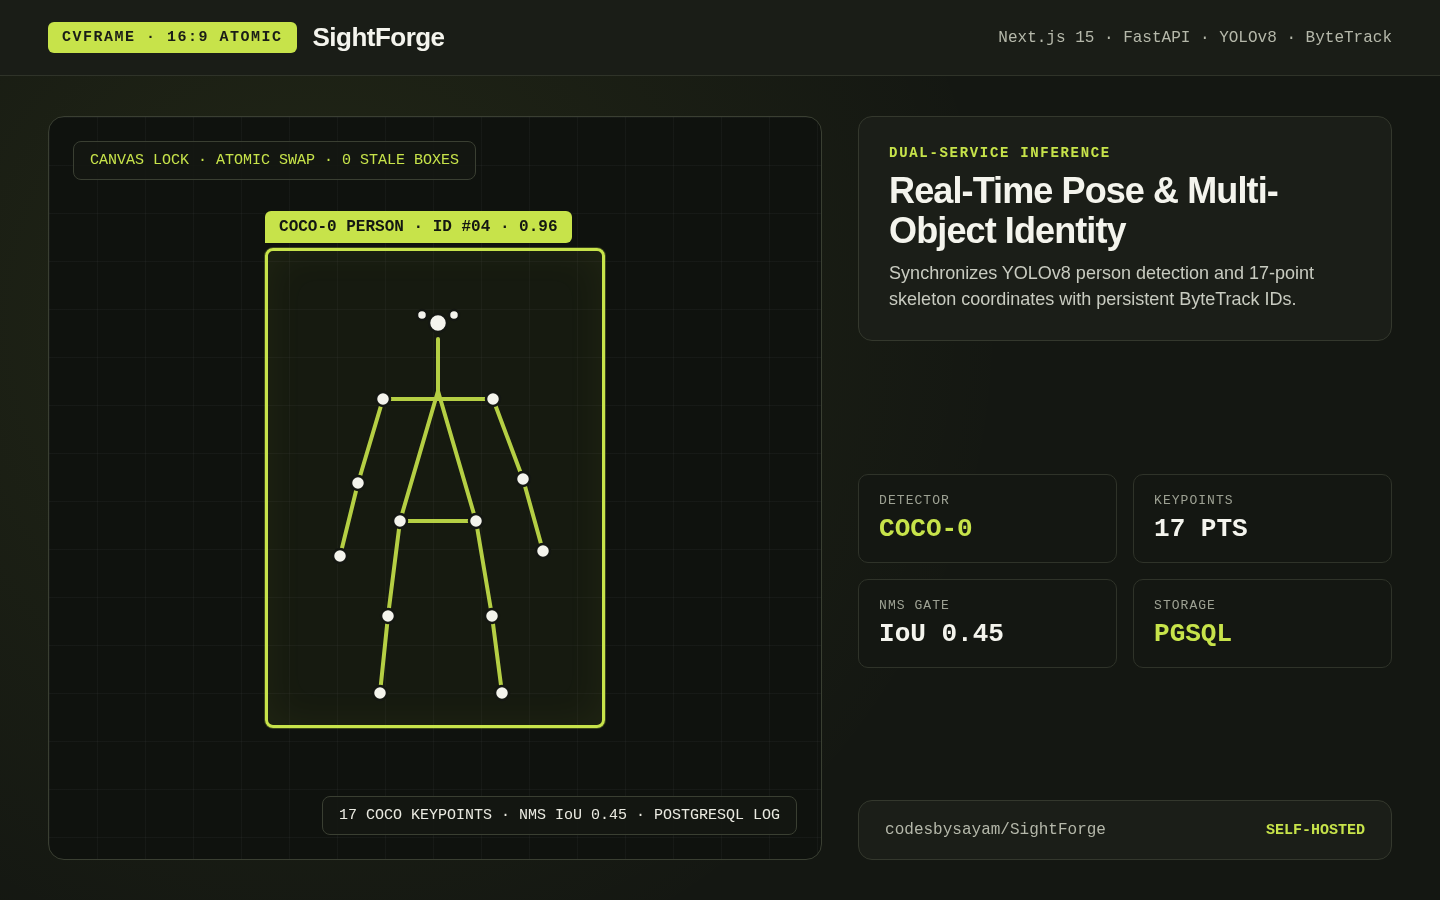 CVFRAME · 16:9 ATOMIC
SightForge
Next.js 15 · FastAPI · YOLOv8 · ByteTrack
CANVAS LOCK · ATOMIC SWAP · 0 STALE BOXES
COCO-0 PERSON · ID #04 · 0.96
17 COCO KEYPOINTS · NMS IoU 0.45 · POSTGRESQL LOG
DUAL-SERVICE INFERENCE
Real-Time Pose & Multi-
Object Identity
Synchronizes YOLOv8 person detection and 17-point
skeleton coordinates with persistent ByteTrack IDs.
DETECTOR
COCO-0
KEYPOINTS
17 PTS
NMS GATE
IoU 0.45
STORAGE
PGSQL
codesbysayam/SightForge
SELF-HOSTED